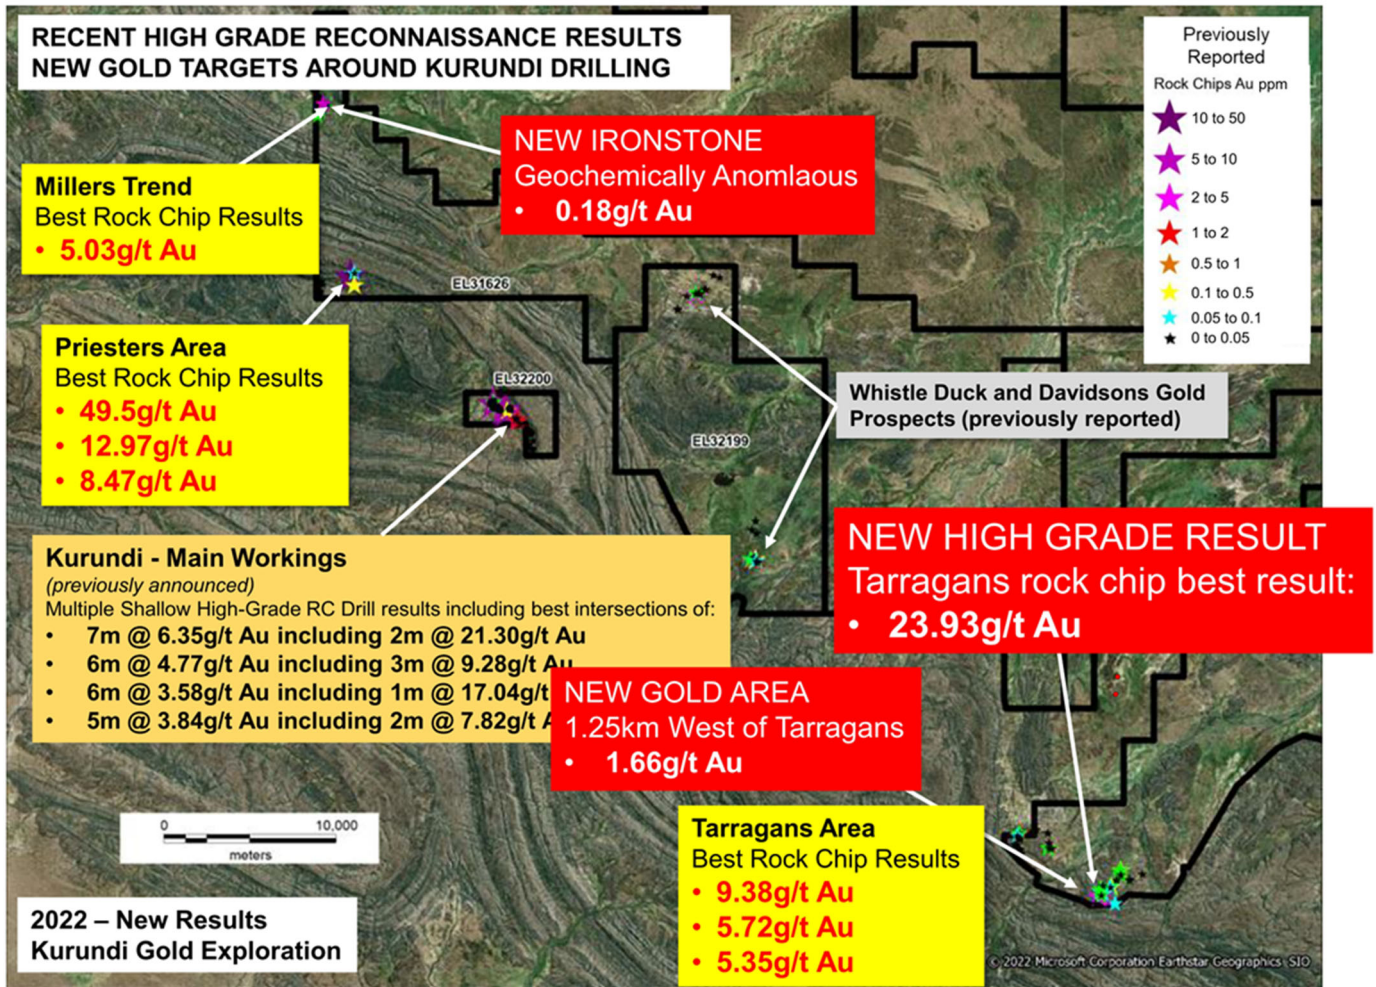 RECENT HIGH GRADE RECONNAISSANCE RESULTS
NEW GOLD TARGETS AROUND KURUNDI DRILLING
Previously
Reported
Rock Chips Au ppm
10 to 50
5 to 10
2 to 5
1 to 2
0.5 to 1
0.1 to 0.5
0.05 to 0.1
0 to 0.05
NEW IRONSTONE
Geochemically Anomlaous
• 0.18g/t Au
Millers Trend
Best Rock Chip Results
• 5.03g/t Au
EL31626
Priesters Area
Best Rock Chip Results
• 49.5g/t Au
• 12.97g/t Au
• 8.47g/t Au
EL32200
Whistle Duck and Davidsons Gold
Prospects (previously reported)
EL32199
NEW HIGH GRADE RESULT
Tarragans rock chip best result:
• 23.93g/t Au
Kurundi - Main Workings
(previously announced)
Multiple Shallow High-Grade RC Drill results including best intersections of:
• 7m @ 6.35g/t Au including 2m @ 21.30g/t Au
• 6m @ 4.77g/t Au including 3m @ 9.28g/t Au
• 6m @ 3.58g/t Au including 1m @ 17.04g/t
• 5m @ 3.84g/t Au including 2m @ 7.82g/t A
NEW GOLD AREA
1.25km West of Tarragans
• 1.66g/t Au
0 10,000
meters
Tarragans Area
Best Rock Chip Results
• 9.38g/t Au
• 5.72g/t Au
• 5.35g/t Au
2022 – New Results
Kurundi Gold Exploration
© 2022 Microsoft Corporation Earthstar Geographics SIO